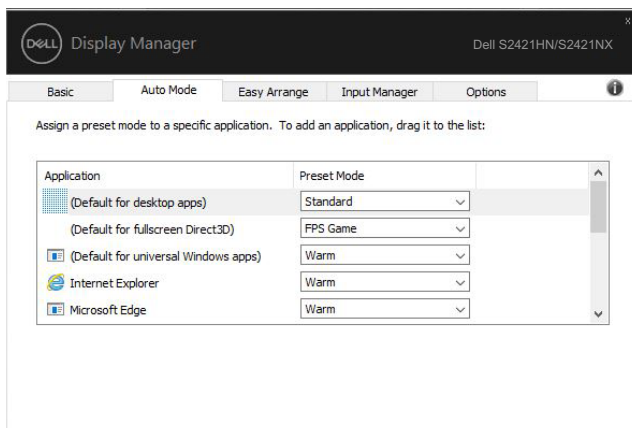 DELL Display Manager Dell S2421HN/S2421NX
Basic Auto Mode Easy Arrange Input Manager Options
Assign a preset mode to a specific application. To add an application, drag it to the list:
Application Preset Mode
(Default for desktop apps) Standard
(Default for fullscreen Direct3D) FPS Game
(Default for universal Windows apps) Warm
Internet Explorer Warm
Microsoft Edge Warm